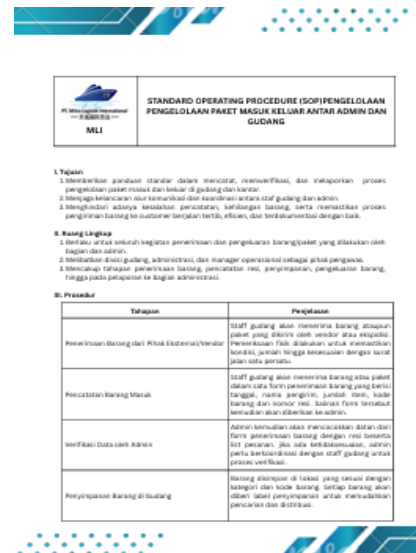 STANDARD OPERATING PROCEDURE (SOP)PENGELOLAAN
PENGELOLAAN PAKET MASUK KELUAR ANTAR ADMIN DAN
GUDANG
PT. Mitra Logistik International
MLI
I. Tujuan
1. Memberikan panduan standar dalam mencatat, memverifikasi, dan melaporkan proses
pengelolaan paket masuk dan keluar di gudang dan kantor.
2. Menjaga kelancaran alur komunikasi dan koordinasi antara staf gudang dan admin.
3. Menghindari adanya kesalahan pencatatan, kehilangan barang, serta memastikan proses
pengiriman barang ke customer berjalan tertib, efisien, dan terdokumentasi dengan baik.
II. Ruang Lingkup
1. Berlaku untuk seluruh kegiatan penerimaan dan pengeluaran barang/paket yang dilakukan oleh
bagian dan admin.
2. Melibatkan divisi gudang, administrasi, dan manager operasional sebagai pihak pengawas.
3. Mencakup tahapan penerimaan barang, pencatatan resi, penyimpanan, pengeluaran barang,
hingga pada pelaporan ke bagian administrasi.
III. Prosedur
Tahapan
Penjelasan
Penerimaan Barang dari Pihak Eksternal/Vendor
Staff gudang akan menerima barang ataupun
paket yang dikirim oleh vendor atau ekspedisi.
Pemeriksaan fisik dilakukan untuk memastikan
kondisi, jumlah hingga kesesuaian dengan surat
jalan satu persatu.
Pencatatan Barang Masuk
Staff gudang akan menerima barang atau paket
dalam satu form penerimaan barang yang berisi
tanggal, nama pengirim, jumlah item, kode
barang dan nomor resi. Salinan form tersebut
kemudian akan diberikan ke admin.
Verifikasi Data oleh Admin
Admin kemudian akan mencocokkan datan dari
form penerimaan barang dengan resi beserta
list pesanan. Jika ada ketidaksesuaian, admin
perlu berkoordinasi dengan staff gudang untuk
proses verifikasi.
Penyimpanan Barang di Gudang
Barang disimpan di lokasi yang sesuai dengan
kategori dan kode barang. Setiap barang akan
diberi label penyimpanan untuk memudahkan
pencarian dan distribusi.